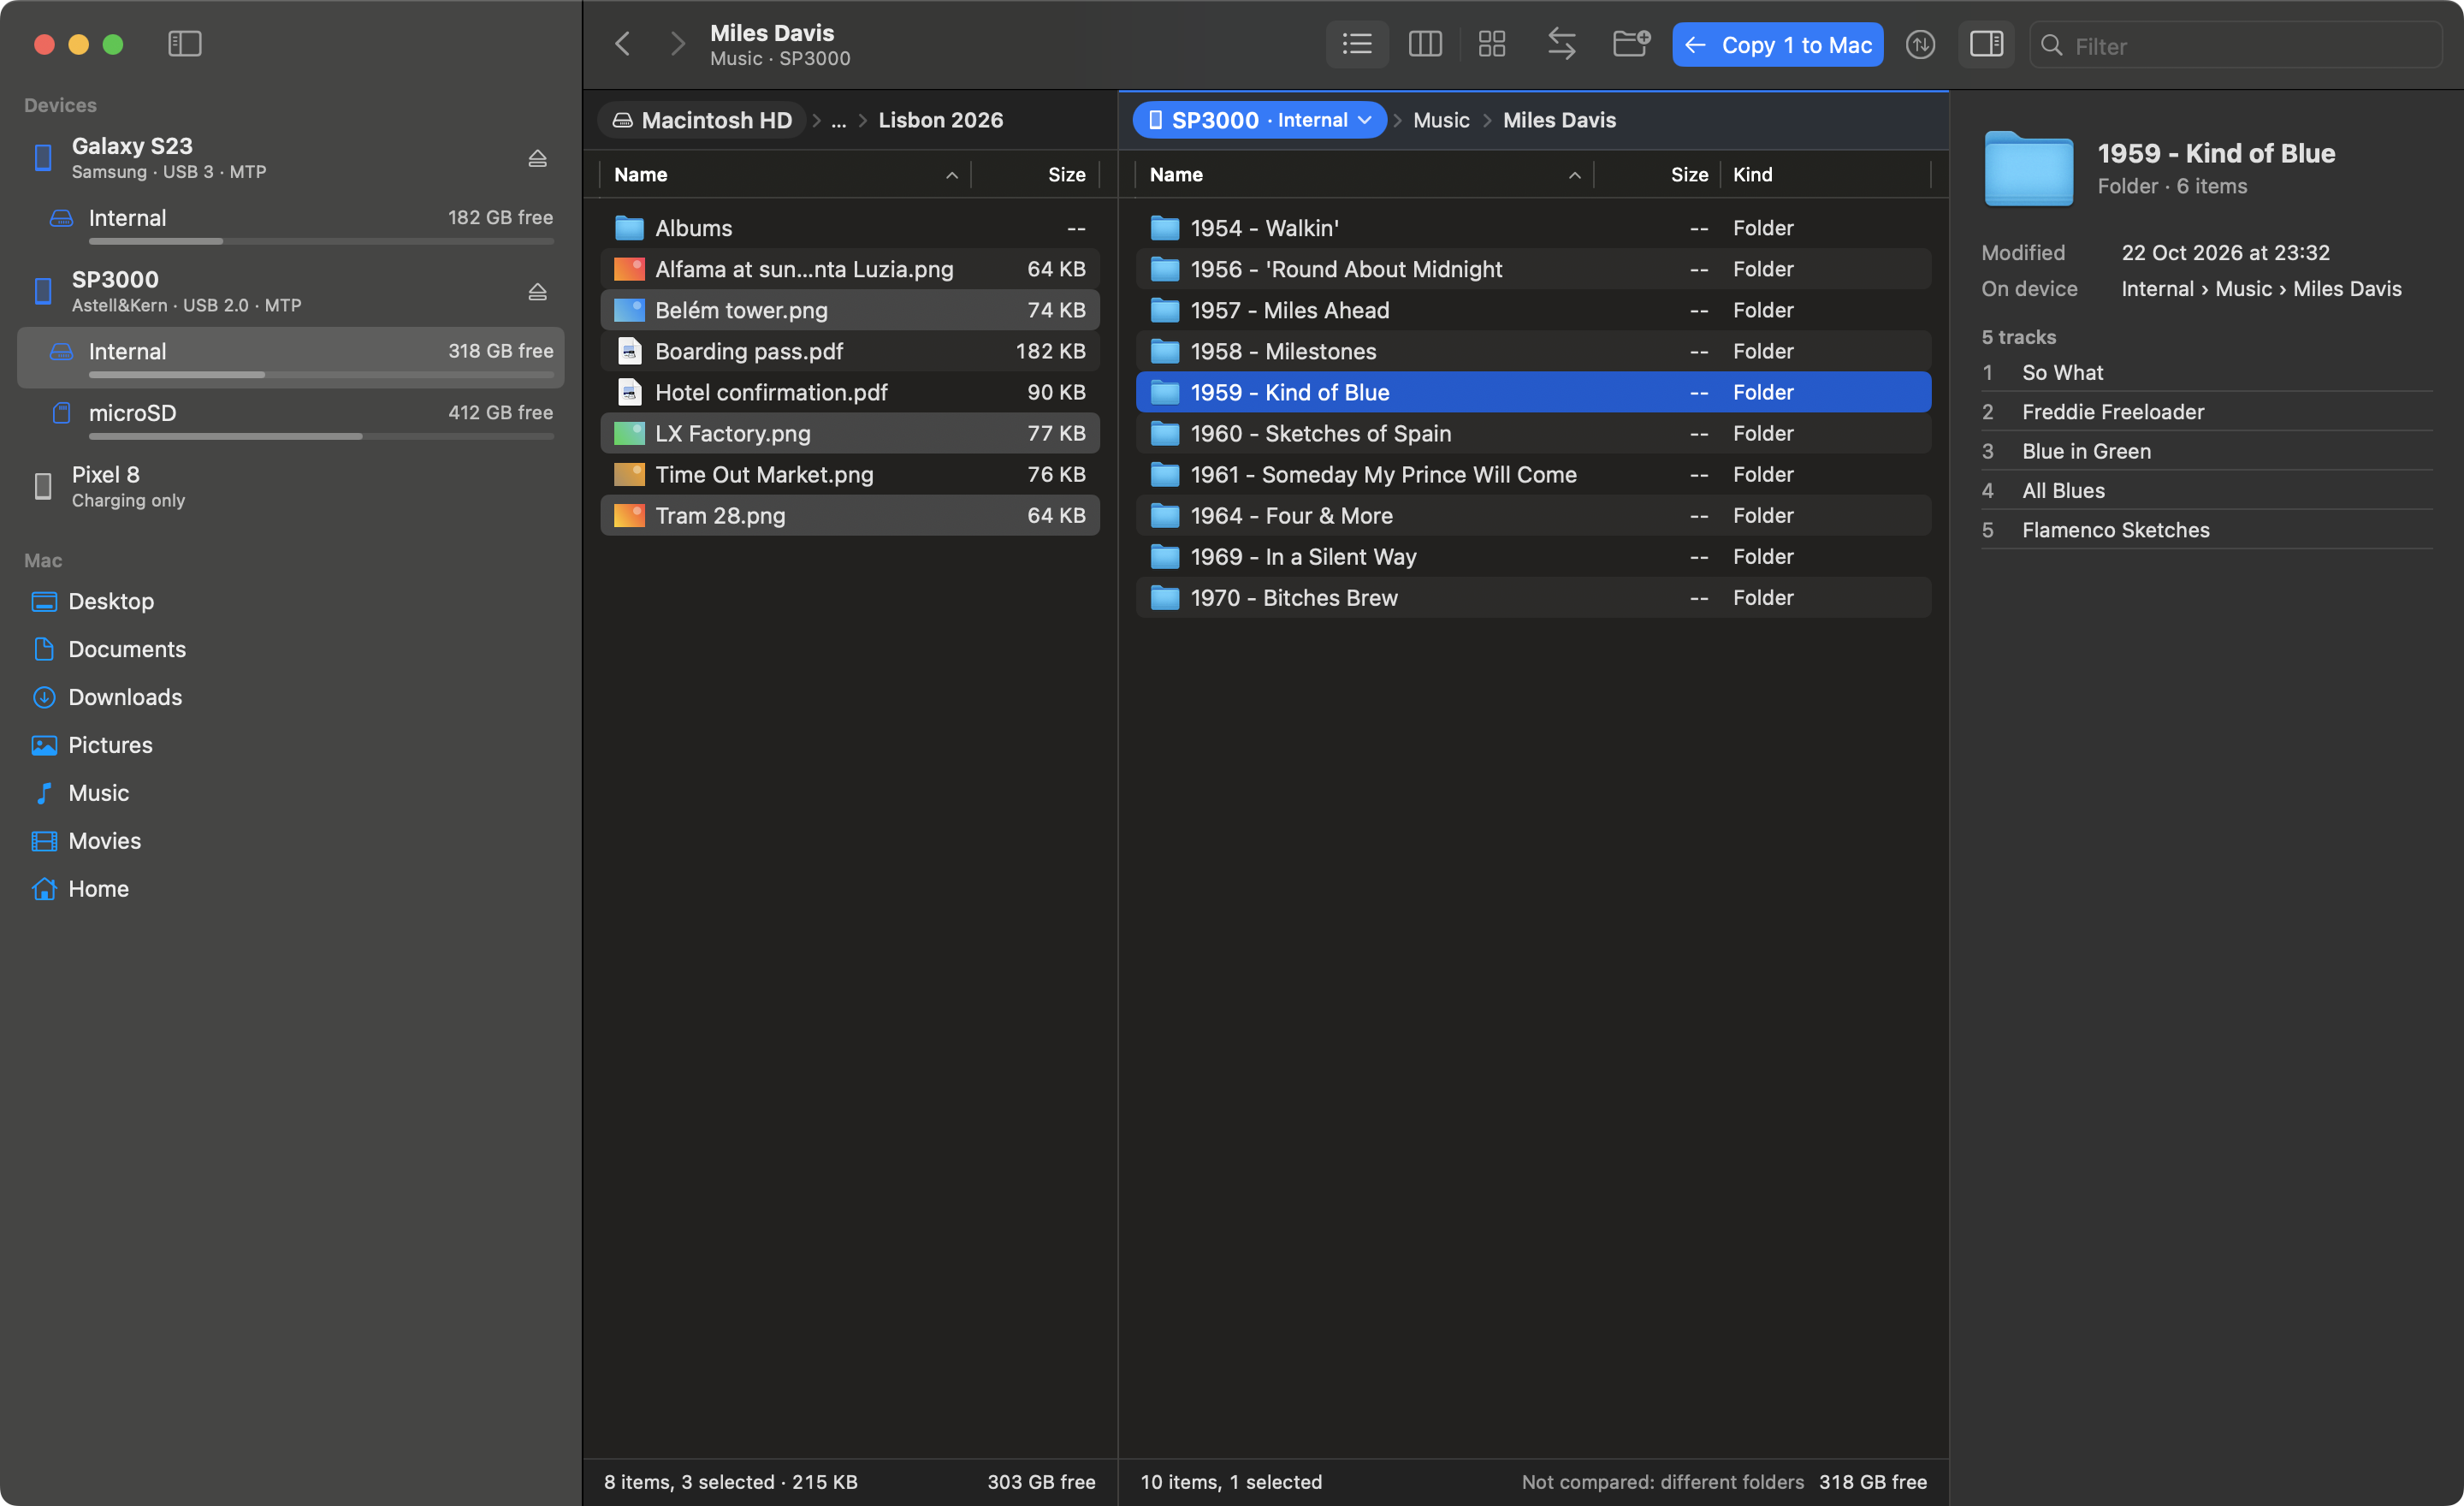 Devices
Galaxy S23
Samsung · USB 3 · MTP
Internal 182 GB free
SP3000
Astell&Kern · USB 2.0 · MTP
Internal 318 GB free
microSD 412 GB free
Pixel 8
Charging only
Mac
Desktop
Documents
Downloads
Pictures
Music
Movies
Home
Miles Davis
Music · SP3000
Copy 1 to Mac
Filter
Macintosh HD › ... › Lisbon 2026
Name Size
Albums --
Alfama at sun...nta Luzia.png 64 KB
Belém tower.png 74 KB
Boarding pass.pdf 182 KB
Hotel confirmation.pdf 90 KB
LX Factory.png 77 KB
Time Out Market.png 76 KB
Tram 28.png 64 KB
8 items, 3 selected · 215 KB 303 GB free
SP3000 · Internal › Music › Miles Davis
Name Size Kind
1954 - Walkin' -- Folder
1956 - 'Round About Midnight -- Folder
1957 - Miles Ahead -- Folder
1958 - Milestones -- Folder
1959 - Kind of Blue -- Folder
1960 - Sketches of Spain -- Folder
1961 - Someday My Prince Will Come -- Folder
1964 - Four & More -- Folder
1969 - In a Silent Way -- Folder
1970 - Bitches Brew -- Folder
10 items, 1 selected Not compared: different folders 318 GB free
1959 - Kind of Blue
Folder · 6 items
Modified 22 Oct 2026 at 23:32
On device Internal › Music › Miles Davis
5 tracks
1 So What
2 Freddie Freeloader
3 Blue in Green
4 All Blues
5 Flamenco Sketches